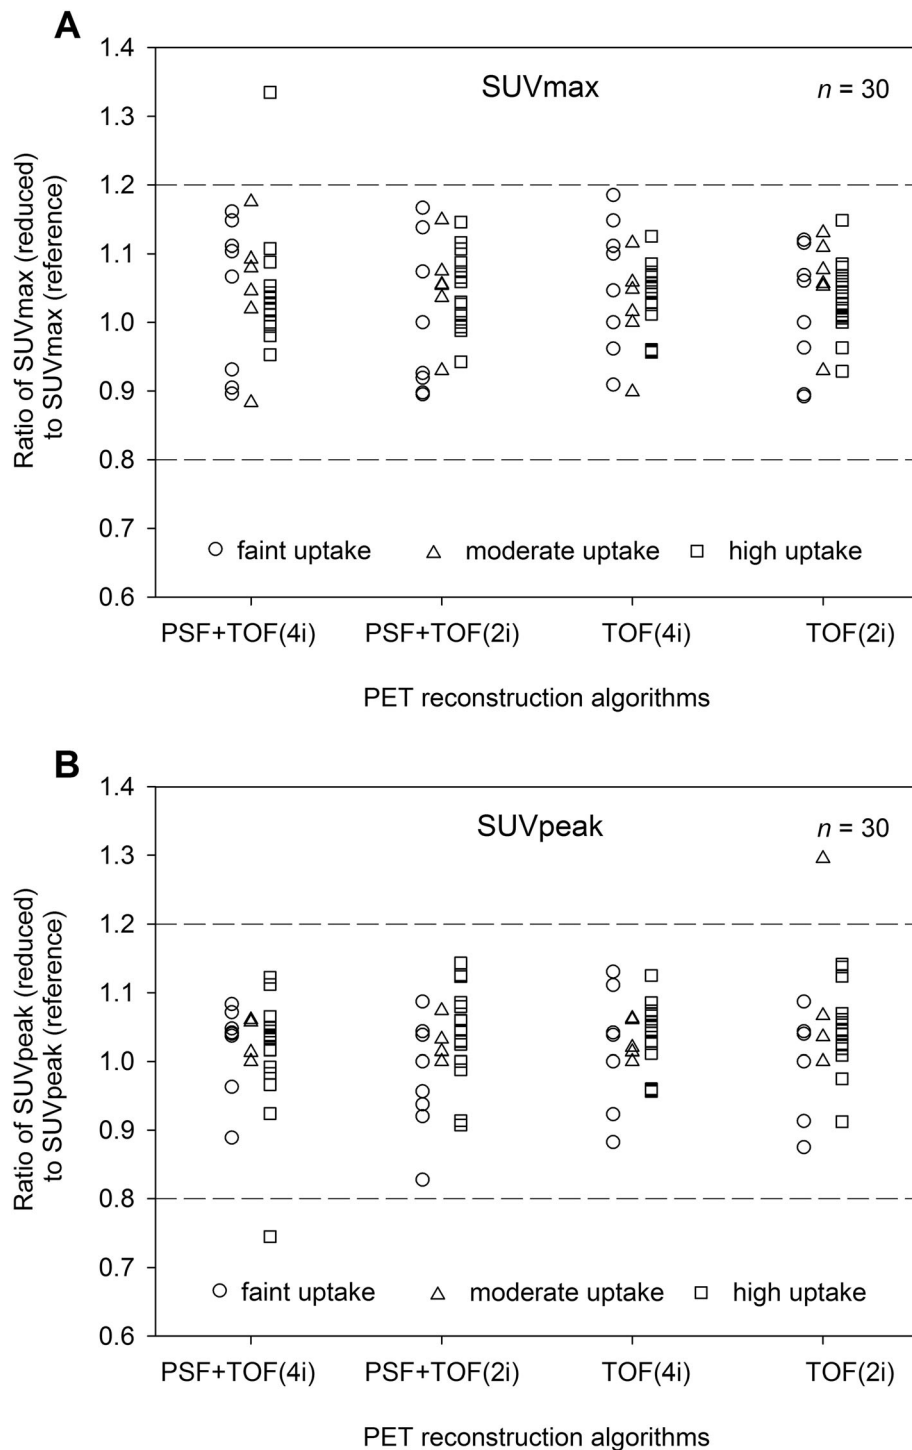 A
1.4
SUVmax
n = 30
1.3
1.2
1.1
1.0
0.9
0.8
0.7
0.6
Ratio of SUVmax (reduced)
to SUVmax (reference)
faint uptake
moderate uptake
high uptake
PSF+TOF(4i)
PSF+TOF(2i)
TOF(4i)
TOF(2i)
PET reconstruction algorithms
B
1.4
SUVpeak
n = 30
1.3
1.2
1.1
1.0
0.9
0.8
0.7
0.6
Ratio of SUVpeak (reduced)
to SUVpeak (reference)
faint uptake
moderate uptake
high uptake
PSF+TOF(4i)
PSF+TOF(2i)
TOF(4i)
TOF(2i)
PET reconstruction algorithms